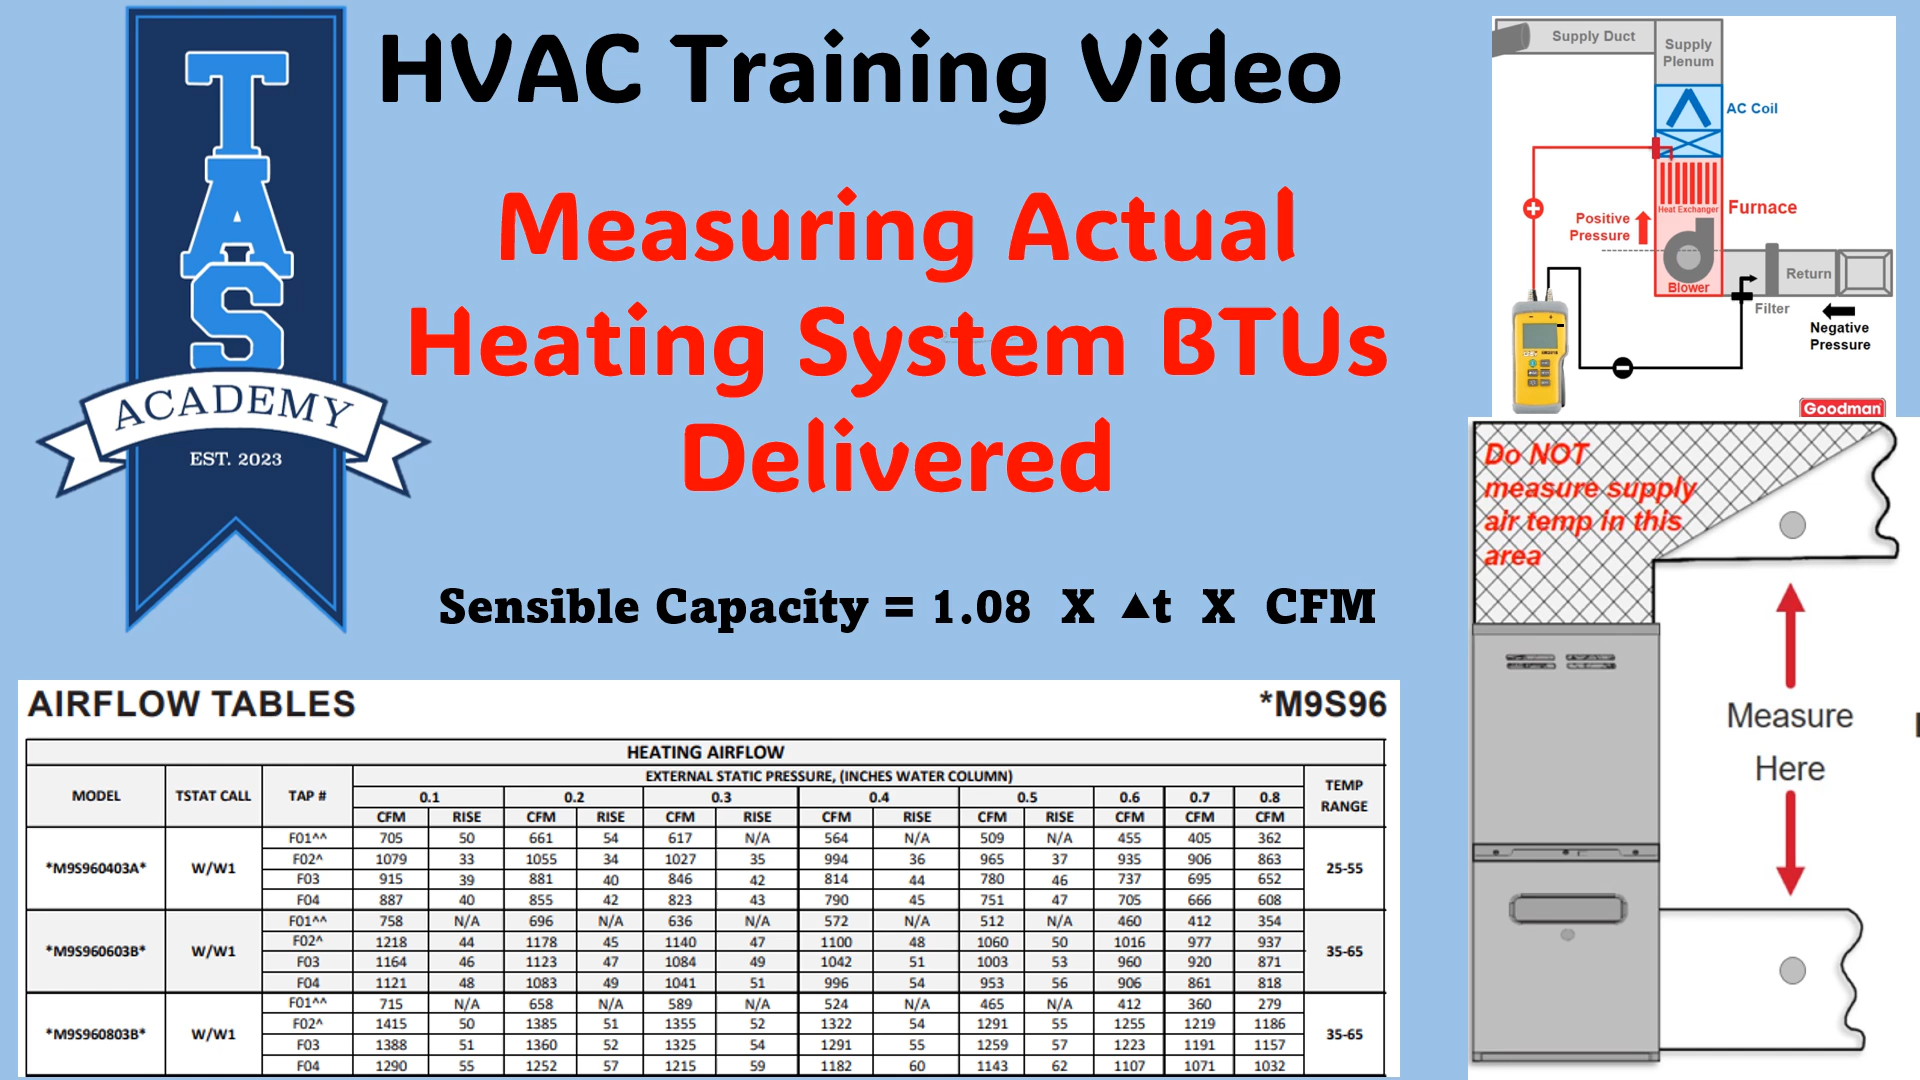 TAS
ACADEMY
EST. 2023
HVAC Training Video
Measuring Actual
Heating System BTUs
Delivered
Sensible Capacity = 1.08 X ▲t X CFM
Supply Duct
Supply
Plenum
AC Coil
Heat Exchanger
Furnace
Positive
Pressure
Blower
Return
Filter
Negative
Pressure
Goodman
Do NOT
measure supply
air temp in this
area
Measure
Here
AIRFLOW TABLES *M9S96
HEATING AIRFLOW
MODEL TSTAT CALL TAP # EXTERNAL STATIC PRESSURE, (INCHES WATER COLUMN) TEMP RANGE
0.1 0.2 0.3 0.4 0.5 0.6 0.7 0.8
CFM RISE CFM RISE CFM RISE CFM RISE CFM RISE CFM CFM CFM
*M9S960403A* W/W1 25-55
F01^^ 705 50 661 54 617 N/A 564 N/A 509 N/A 455 405 362
F02^ 1079 33 1055 34 1027 35 994 36 965 37 935 906 863
F03 915 39 881 40 846 42 814 44 780 46 737 695 652
F04 887 40 855 42 823 43 790 45 751 47 705 666 608
*M9S960603B* W/W1 35-65
F01^^ 758 N/A 696 N/A 636 N/A 572 N/A 512 N/A 460 412 354
F02^ 1218 44 1178 45 1140 47 1100 48 1060 50 1016 977 937
F03 1164 46 1123 47 1084 49 1042 51 1003 53 960 920 871
F04 1121 48 1083 49 1041 51 996 54 953 56 906 861 818
*M9S960803B* W/W1 35-65
F01^^ 715 N/A 658 N/A 589 N/A 524 N/A 465 N/A 412 360 279
F02^ 1415 50 1385 51 1355 52 1322 54 1291 55 1255 1219 1186
F03 1388 51 1360 52 1325 54 1291 55 1259 57 1223 1191 1157
F04 1290 55 1252 57 1215 59 1182 60 1143 62 1107 1071 1032